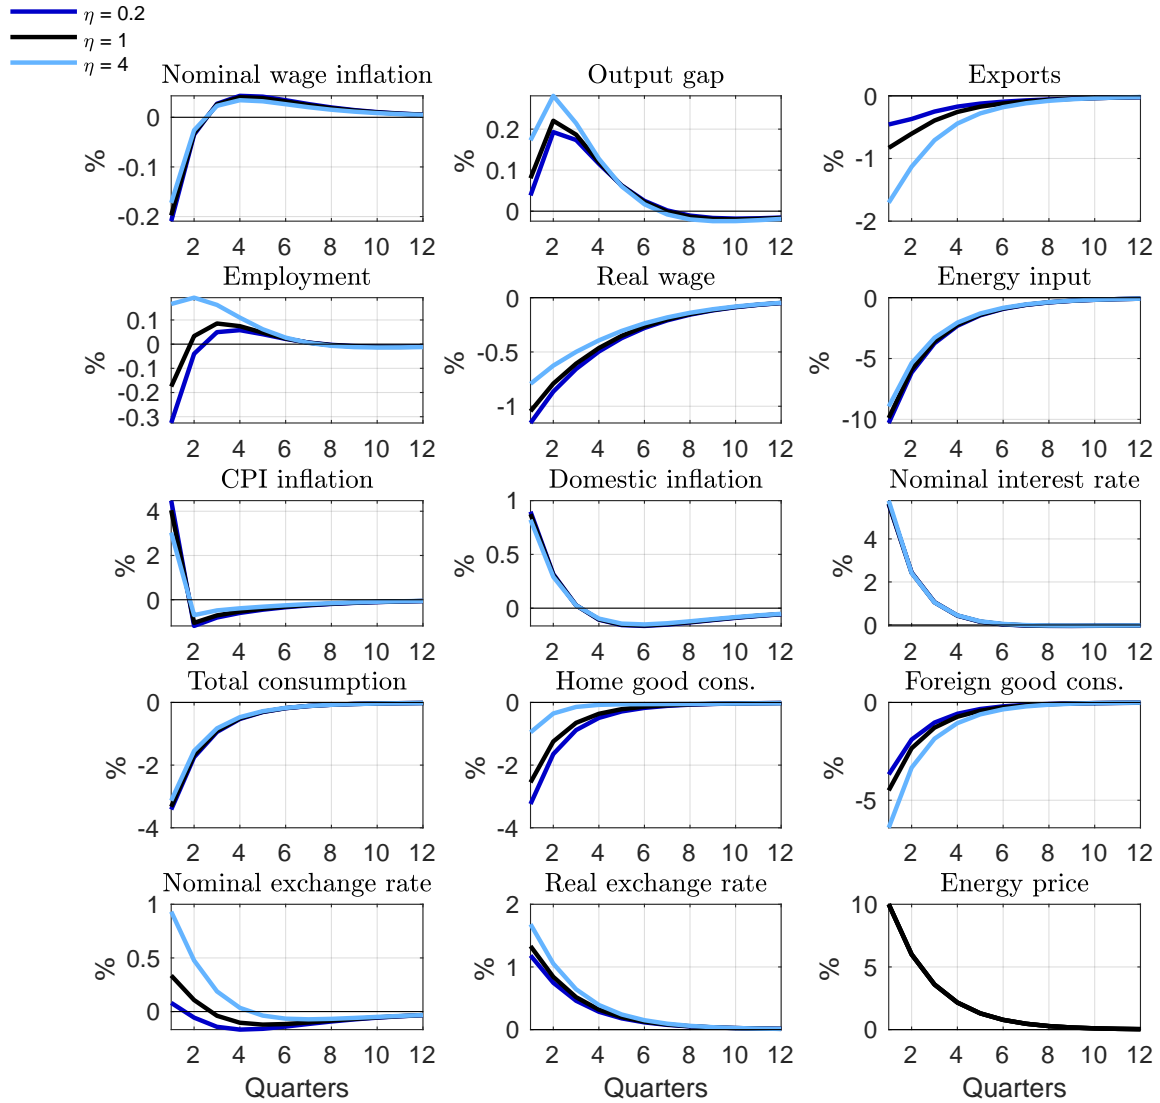 η = 0.2
η = 1
η = 4
Nominal wage inflation
Output gap
Exports
0
-0.1
-0.2
%
2 4 6 8 10 12
0.2
0.1
0
%
2 4 6 8 10 12
0
-1
-2
%
2 4 6 8 10 12
Employment
Real wage
Energy input
0.1
0
-0.1
-0.2
-0.3
%
2 4 6 8 10 12
0
-0.5
-1
%
2 4 6 8 10 12
0
-5
-10
%
2 4 6 8 10 12
CPI inflation
Domestic inflation
Nominal interest rate
4
2
0
%
2 4 6 8 10 12
1
0.5
0
%
2 4 6 8 10 12
4
2
0
%
2 4 6 8 10 12
Total consumption
Home good cons.
Foreign good cons.
0
-2
-4
%
2 4 6 8 10 12
0
-2
-4
%
2 4 6 8 10 12
0
-5
%
2 4 6 8 10 12
Nominal exchange rate
Real exchange rate
Energy price
1
0.5
0
%
2 4 6 8 10 12
Quarters
2
1
0
%
2 4 6 8 10 12
Quarters
10
5
0
%
2 4 6 8 10 12
Quarters